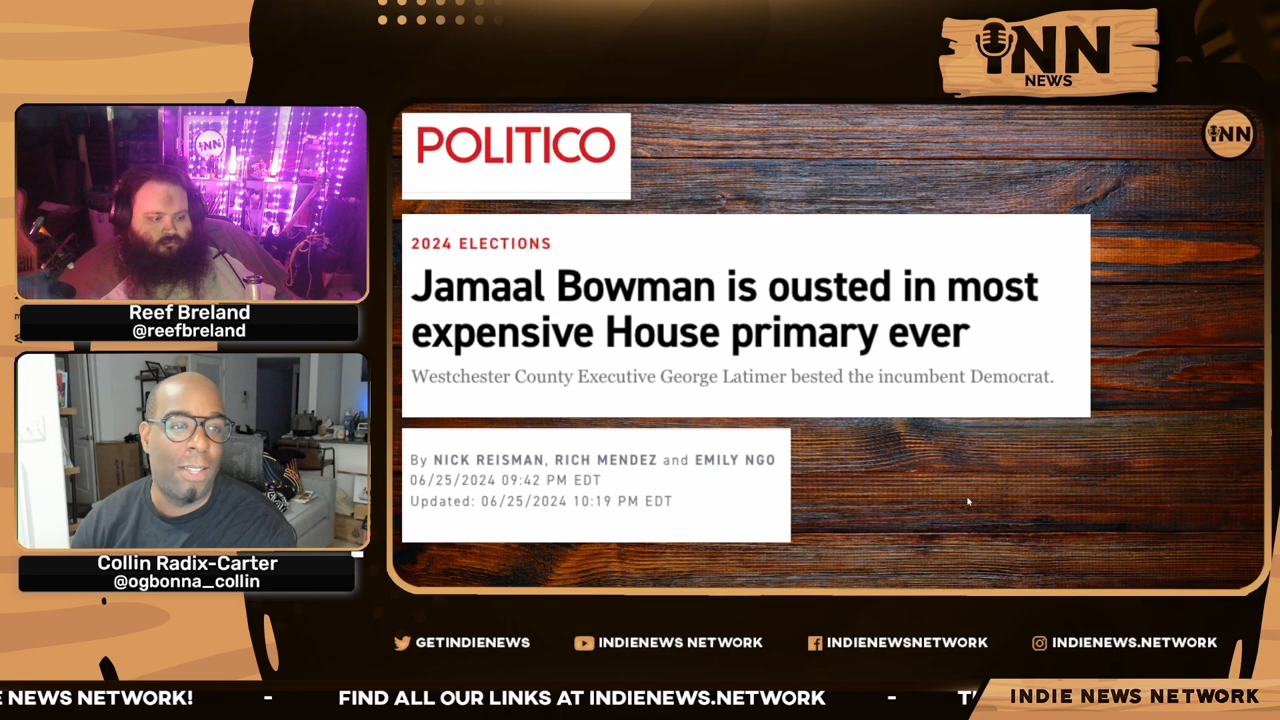 iNN
NEWS
iNN
POLITICO
2024 ELECTIONS
Jamaal Bowman is ousted in most
expensive House primary ever
Westchester County Executive George Latimer bested the incumbent Democrat.
By NICK REISMAN, RICH MENDEZ and EMILY NGO
06/25/2024 09:42 PM EDT
Updated: 06/25/2024 10:19 PM EDT
iNN
Reef Breland
@reefbreland
Collin Radix-Carter
@ogbonna_collin
GETINDIENEWS
INDIENEWS NETWORK
INDIENEWSNETWORK
INDIENEWS.NETWORK
E NEWS NETWORK! - FIND ALL OUR LINKS AT INDIENEWS.NETWORK -
INDIE NEWS NETWORK